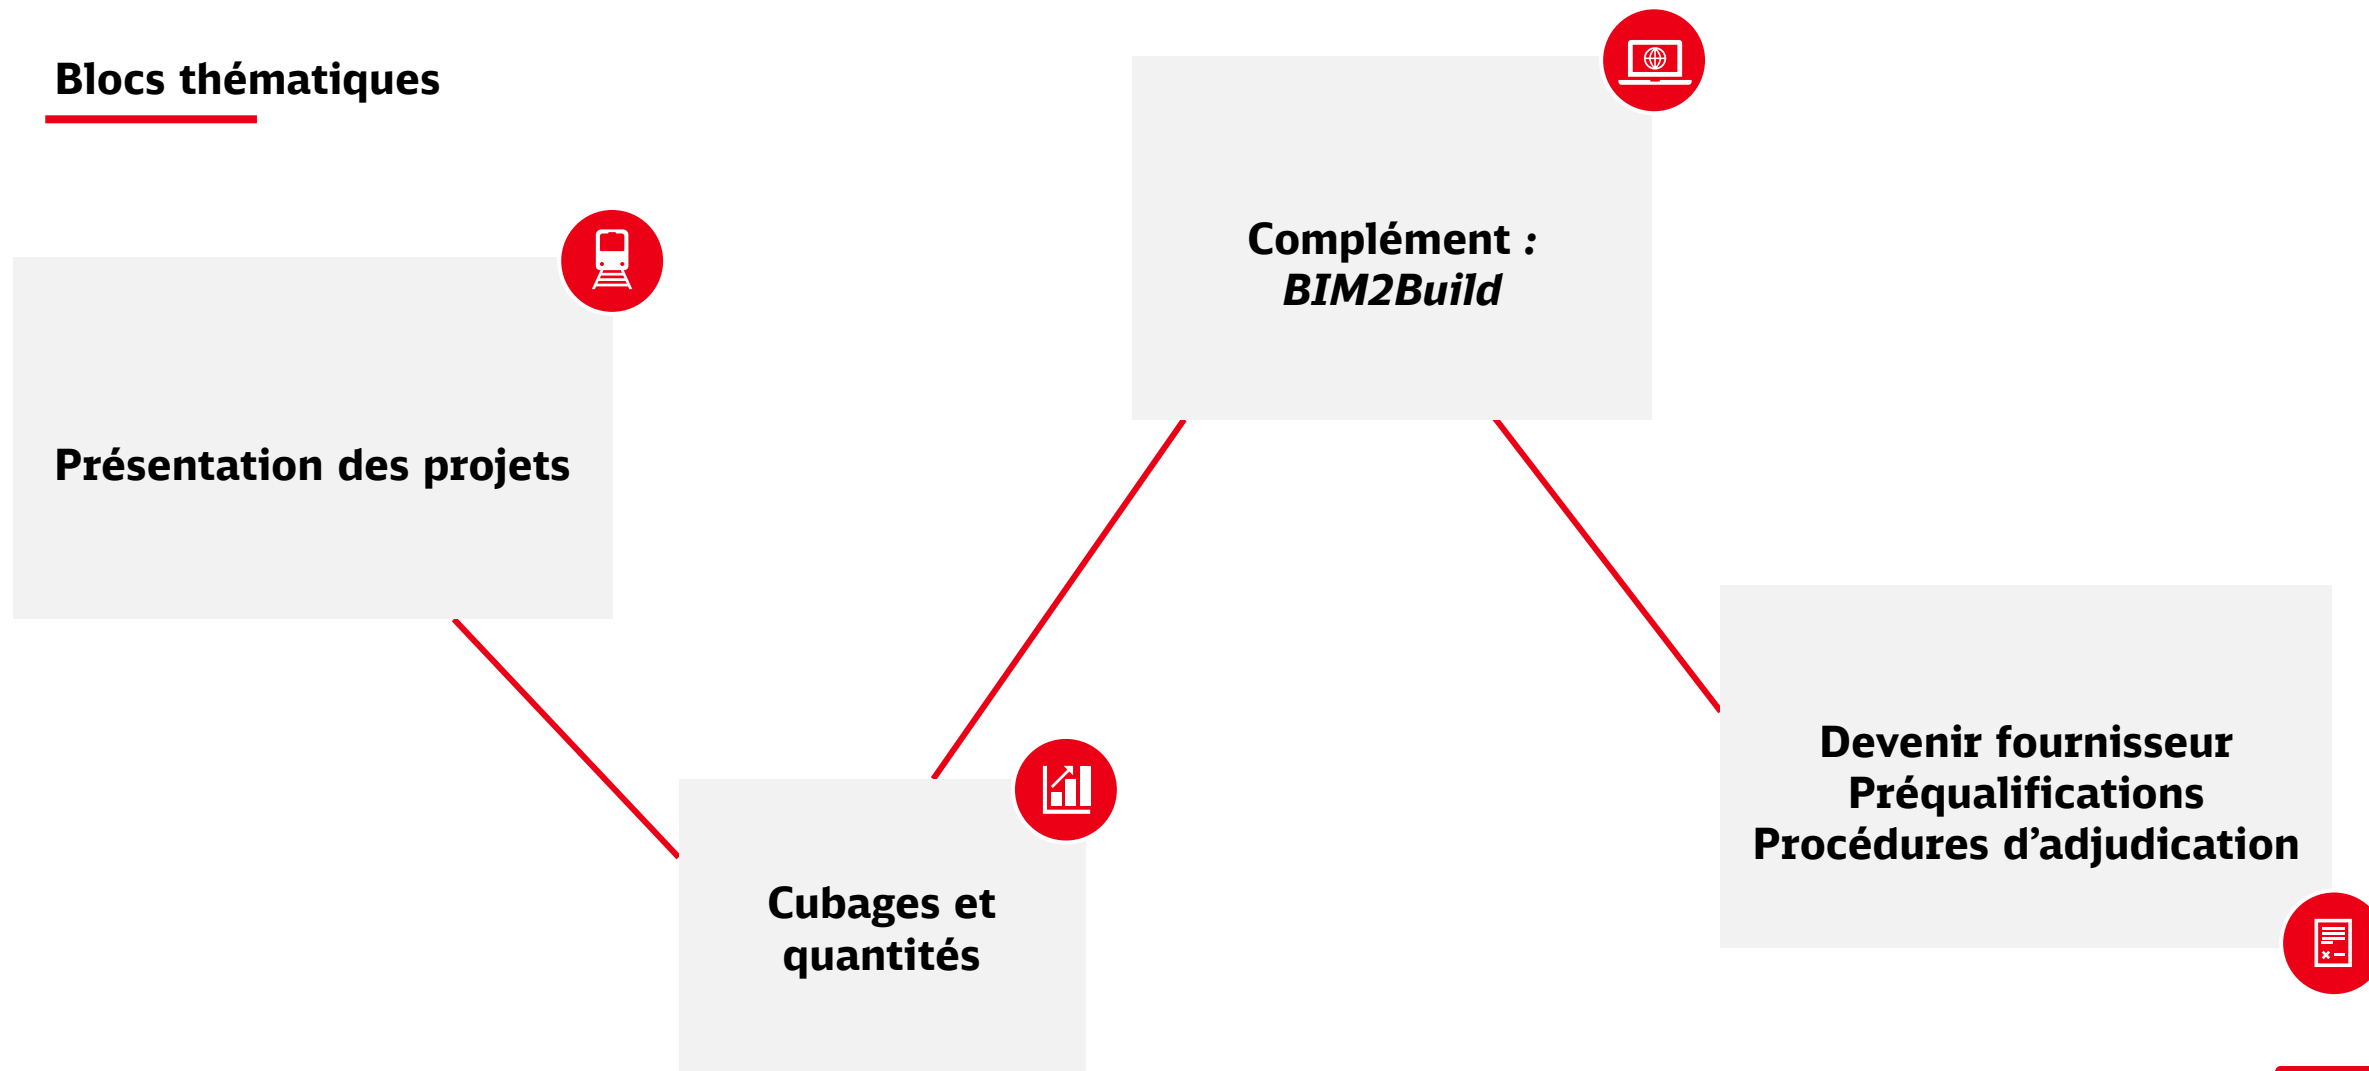 Blocs thématiques
Présentation des projets
Cubages et
quantités
Complément :
BIM2Build
Devenir fournisseur
Préqualifications
Procédures d’adjudication